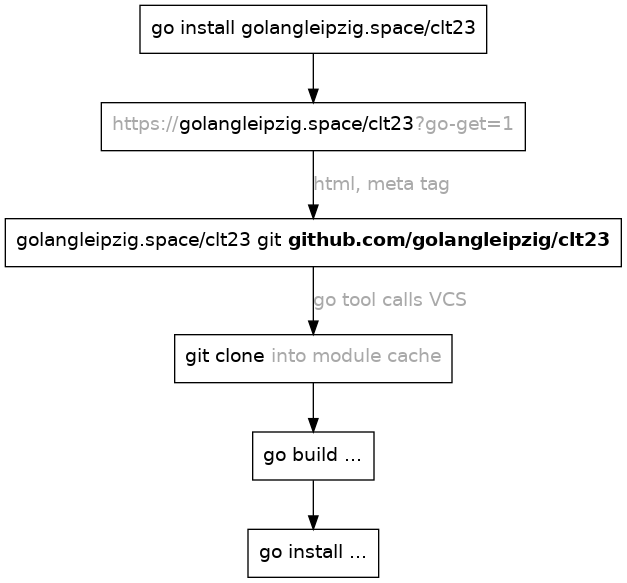 go install golangleipzig.space/clt23
https://golangleipzig.space/clt23?go-get=1
html, meta tag
golangleipzig.space/clt23 git github.com/golangleipzig/clt23
go tool calls VCS
git clone into module cache
go build ...
go install ...